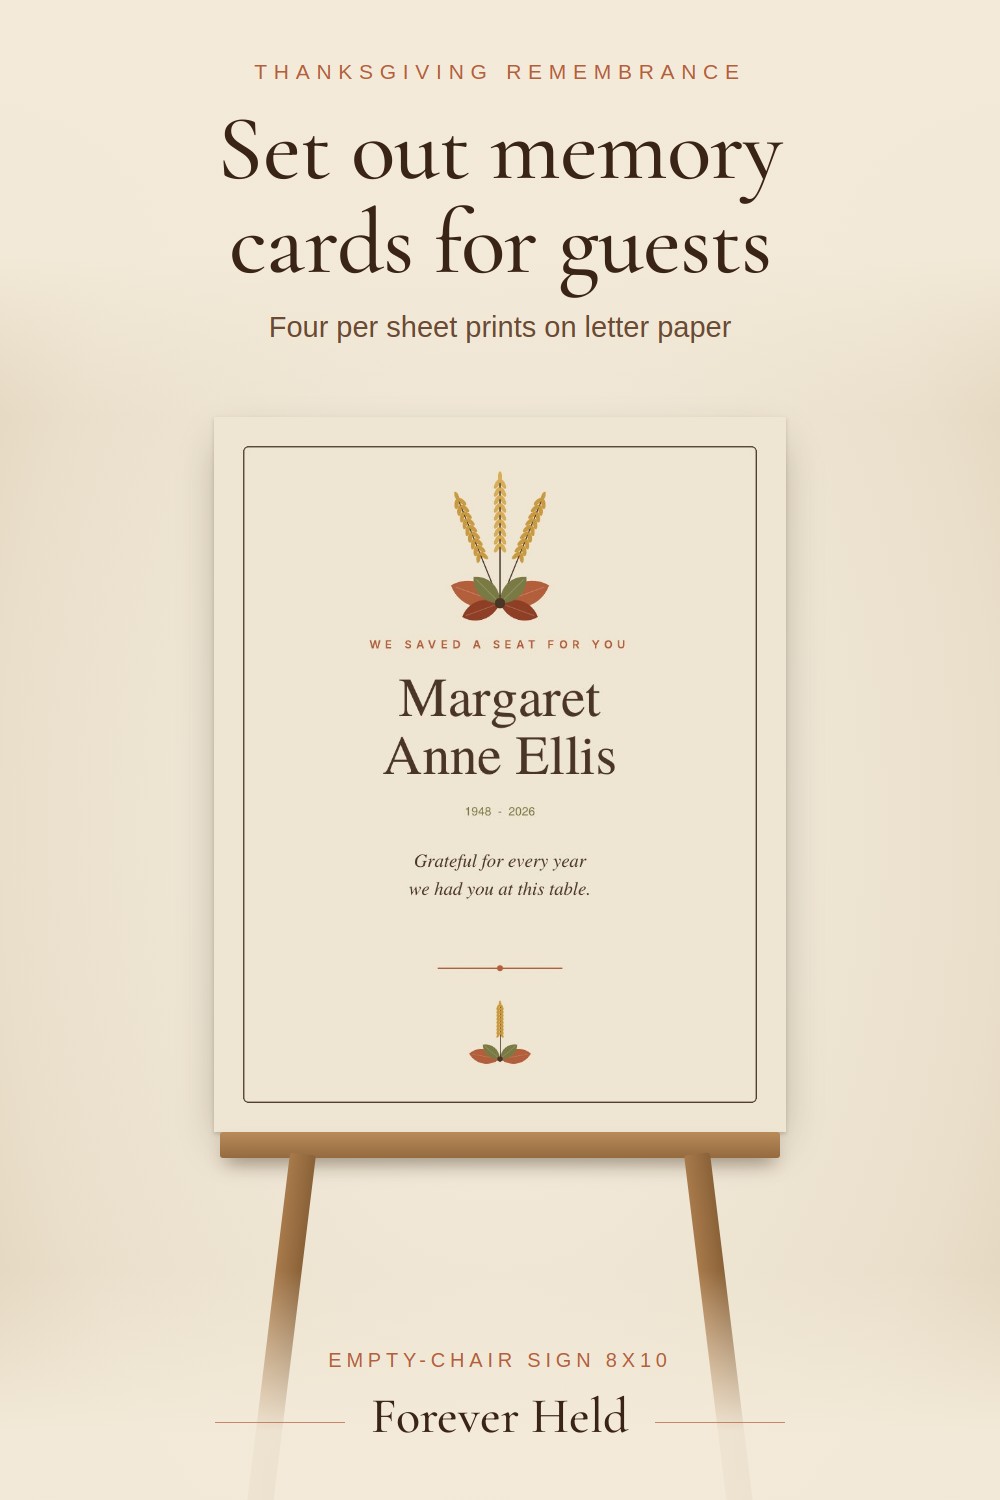 THANKSGIVING REMEMBRANCE
Set out memory
cards for guests
Four per sheet prints on letter paper
WE SAVED A SEAT FOR YOU
Margaret
Anne Ellis
1948 - 2026
Grateful for every year
we had you at this table.
EMPTY-CHAIR SIGN 8X10
Forever Held